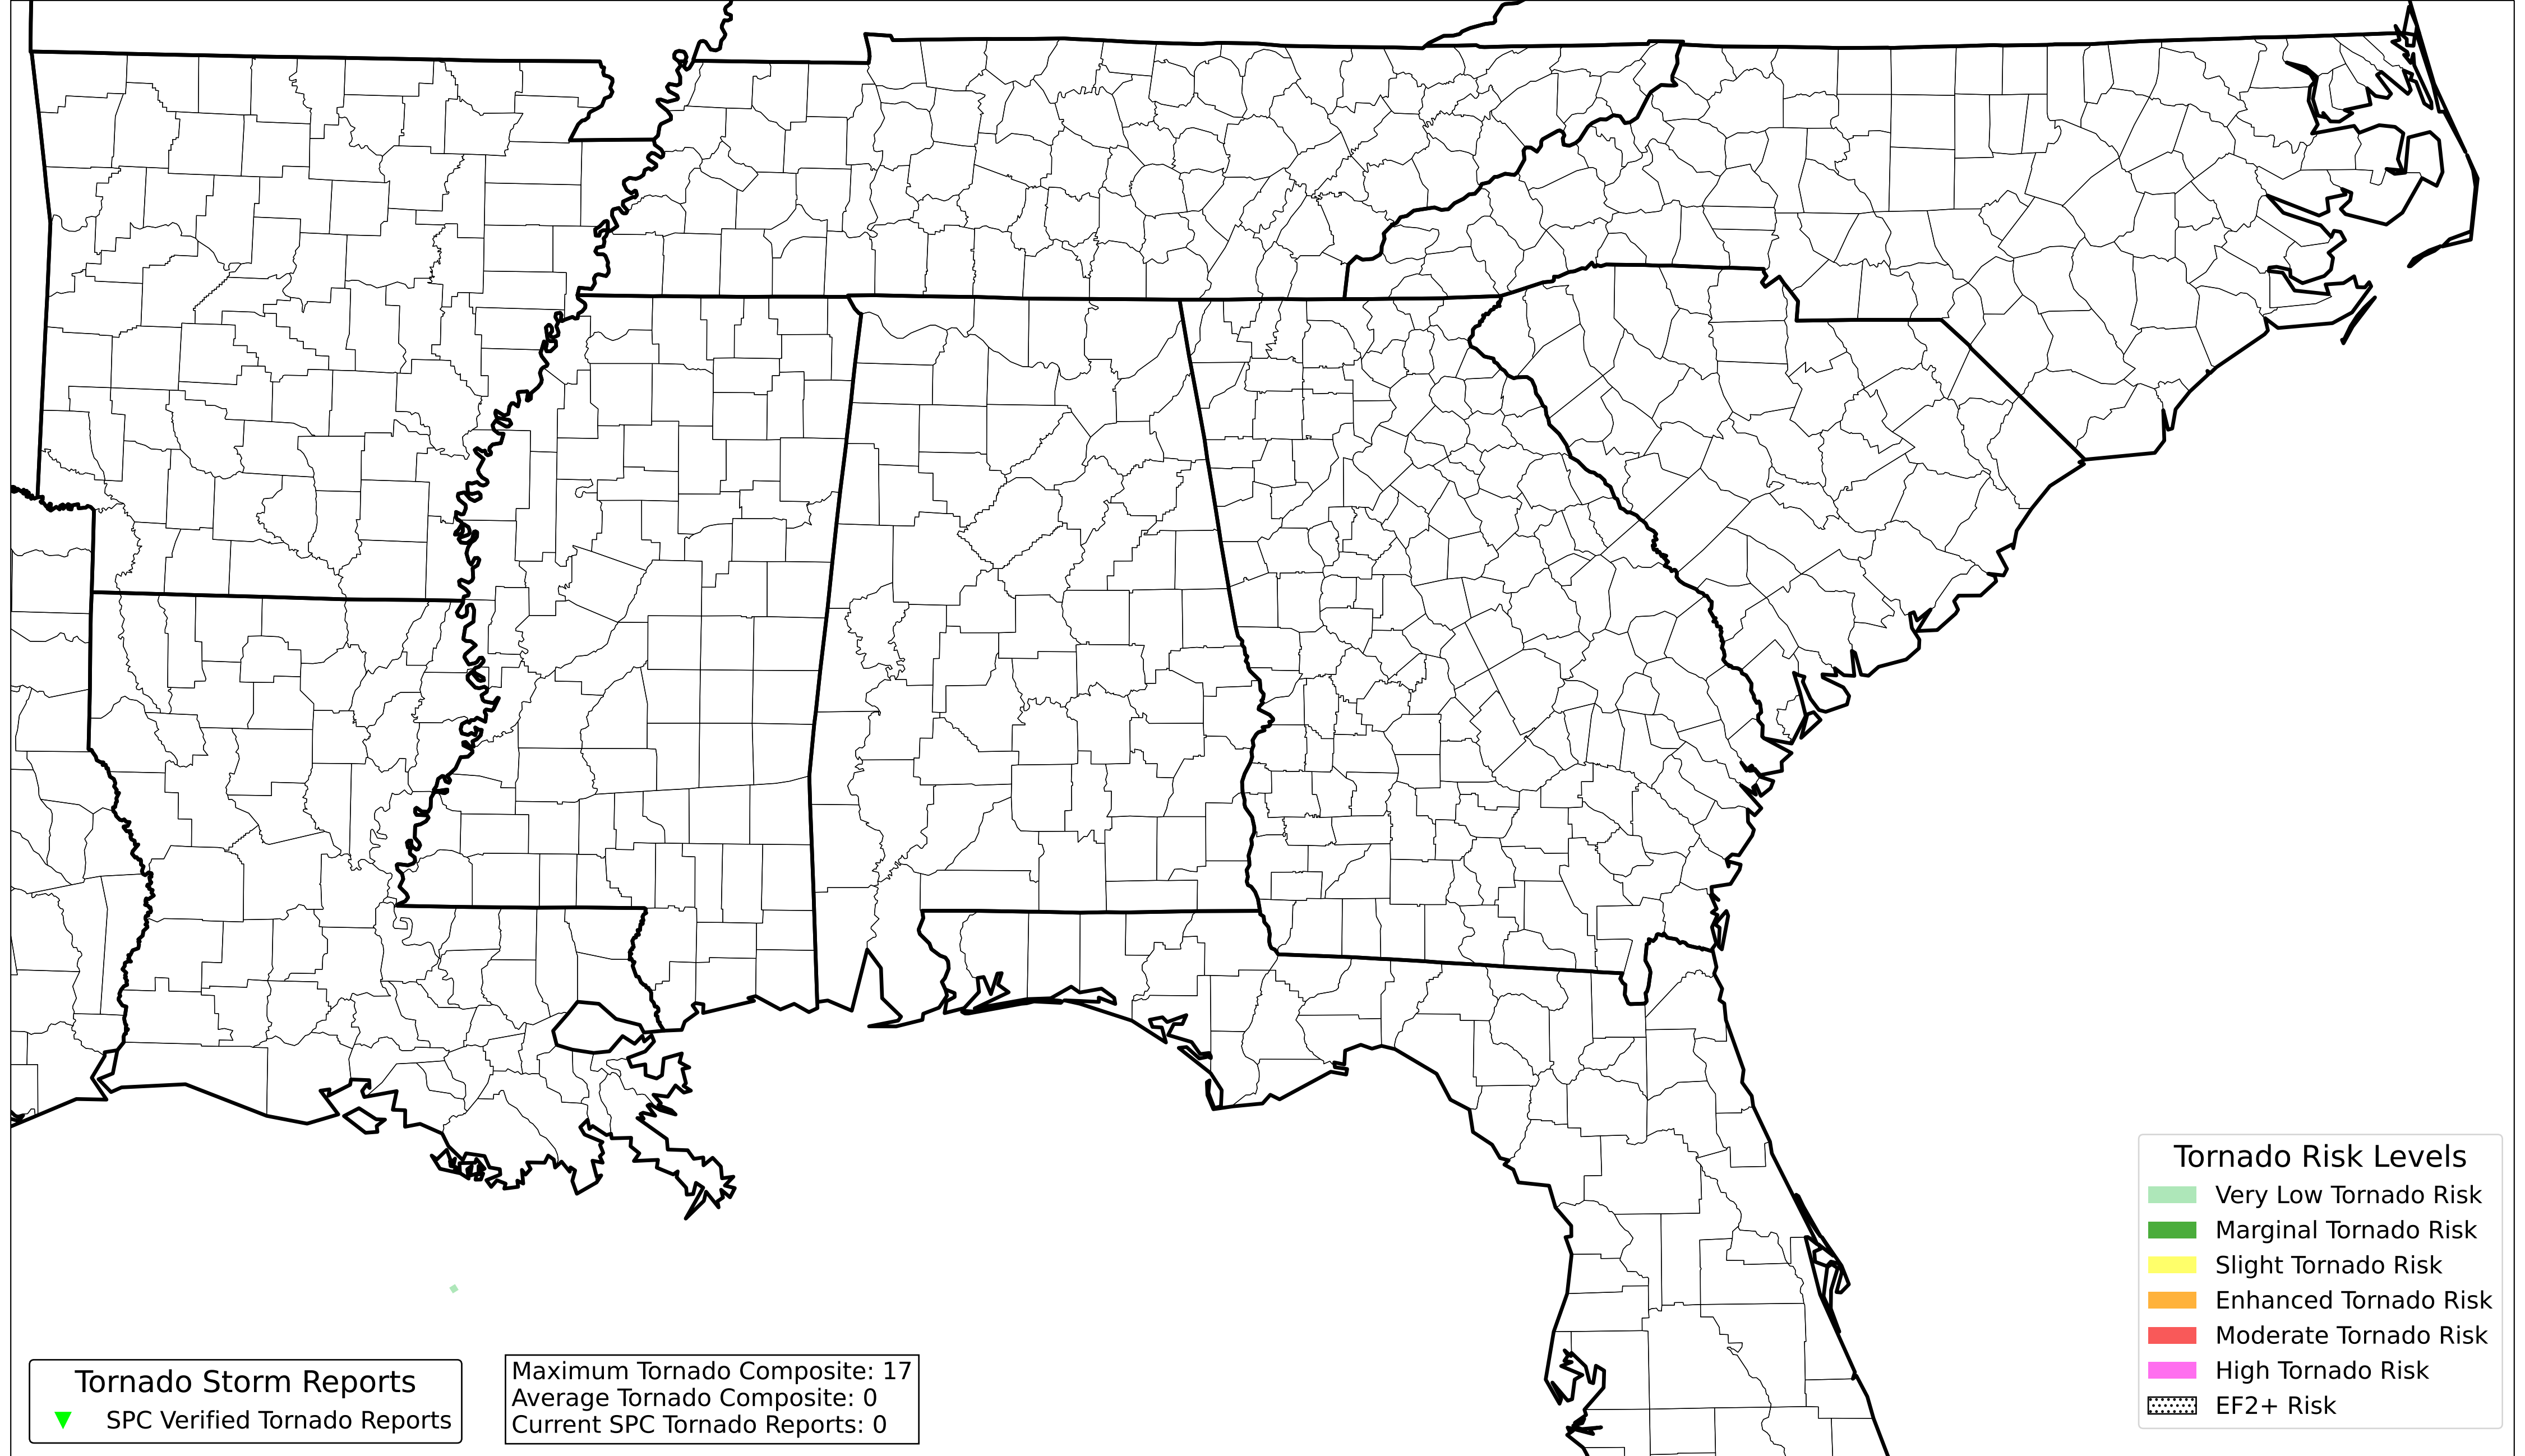 Tornado Storm Reports
SPC Verified Tornado Reports
Maximum Tornado Composite: 17
Average Tornado Composite: 0
Current SPC Tornado Reports: 0
Tornado Risk Levels
Very Low Tornado Risk
Marginal Tornado Risk
Slight Tornado Risk
Enhanced Tornado Risk
Moderate Tornado Risk
High Tornado Risk
EF2+ Risk